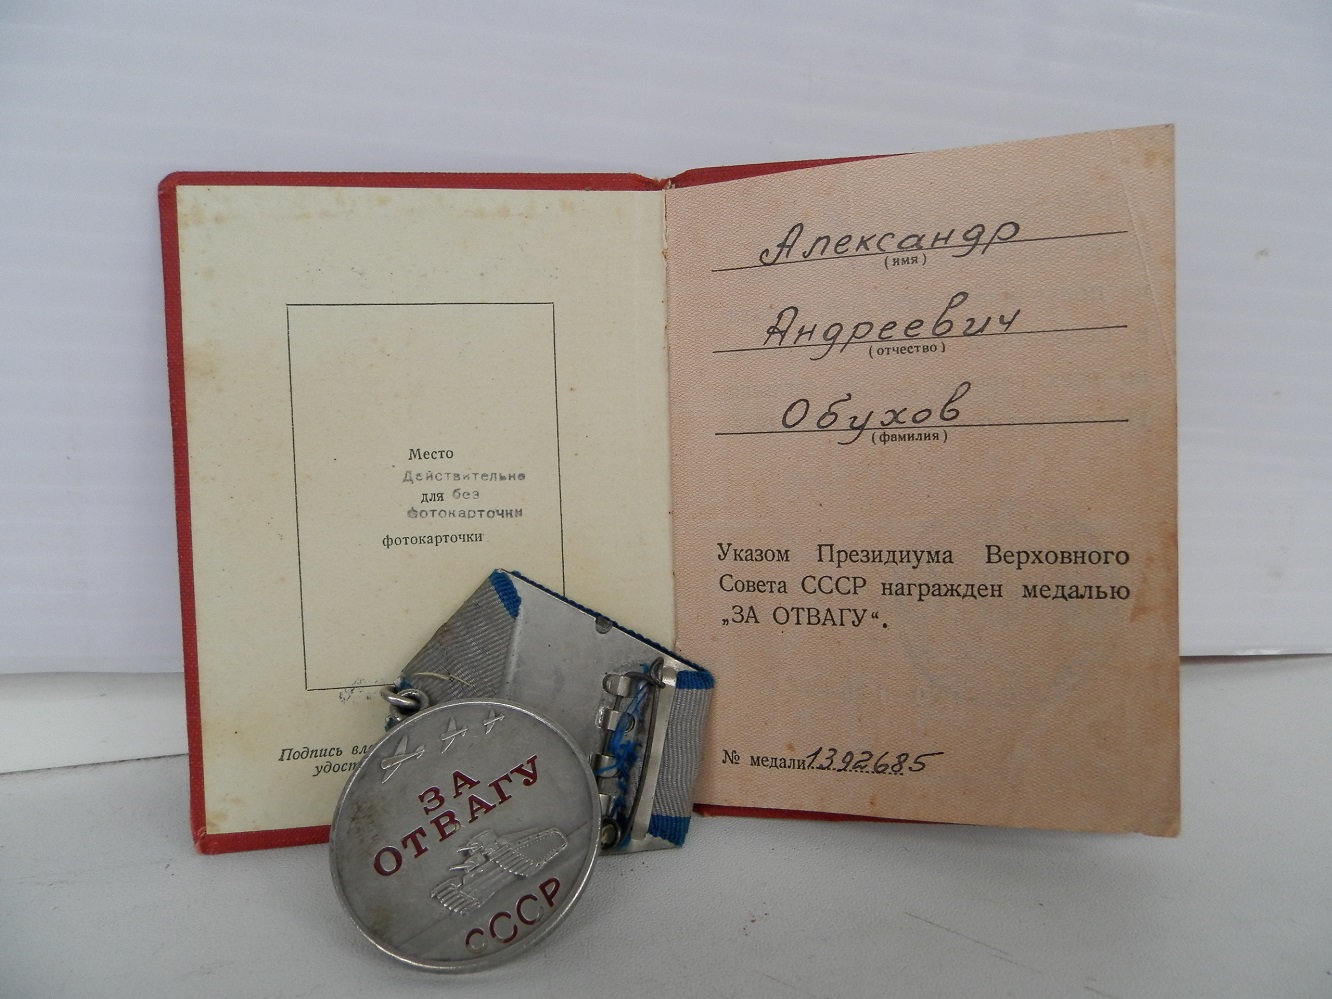 Место
Действительно
для без
фотокарточки
фотокарточки
Подпись
Александр
(имя)
Андреевич
(отчество)
Обухов
(фамилия)
Указом Президиума Верховного
Совета СССР награжден медалью
„ЗА ОТВАГУ“.
№ медали 1392685
ЗА
ОТВАГУ
СССР